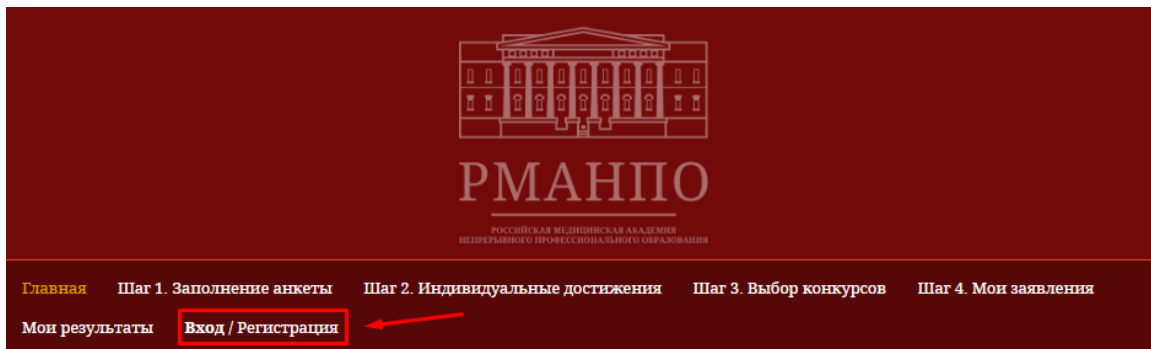 РМАНПО
РОССИЙСКАЯ МЕДИЦИНСКАЯ АКАДЕМИЯ
НЕПРЕРЫВНОГО ПРОФЕССИОНАЛЬНОГО ОБРАЗОВАНИЯ
Главная Шаг 1. Заполнение анкеты Шаг 2. Индивидуальные достижения Шаг 3. Выбор конкурсов Шаг 4. Мои заявления
Мои результаты Вход / Регистрация